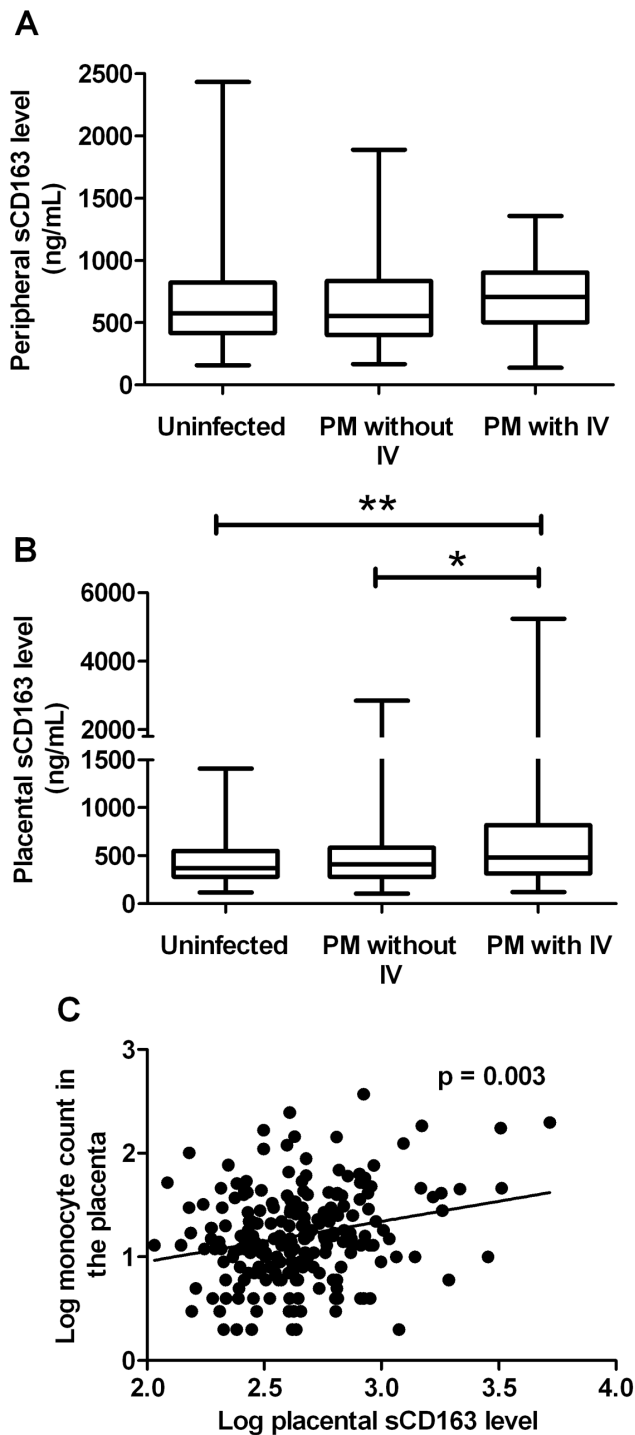 A
Peripheral sCD163 level
(ng/mL)
2500
2000
1500
1000
500
0
Uninfected
PM without
IV
PM with IV
**
B
*
Placental sCD163 level
(ng/mL)
6000
4000
2000
1500
1000
500
0
Uninfected
PM without
IV
PM with IV
C
Log monocyte count in
the placenta
3
2
1
0
p = 0.003
2.0
2.5
3.0
3.5
4.0
Log placental sCD163 level